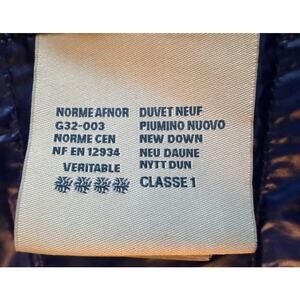 NORME AFNOR
G32-003
NORME CEN
NF EN 12934
VERITABLE
DUVET NEUF
PIUMINO NUOVO
NEW DOWN
NEU DAUNE
NYTT DUN
CLASSE 1